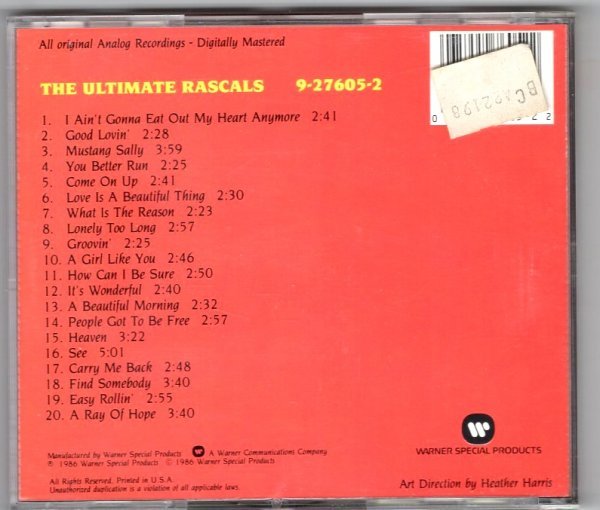 All original Analog Recordings - Digitally Mastered
THE ULTIMATE RASCALS 9-27605-2
1. I Ain't Gonna Eat Out My Heart Anymore 2:41
2. Good Lovin' 2:28
3. Mustang Sally 3:59
4. You Better Run 2:25
5. Come On Up 2:41
6. Love Is A Beautiful Thing 2:30
7. What Is The Reason 2:23
8. Lonely Too Long 2:57
9. Groovin' 2:25
10. A Girl Like You 2:46
11. How Can I Be Sure 2:50
12. It's Wonderful 2:40
13. A Beautiful Morning 2:32
14. People Got To Be Free 2:57
15. Heaven 3:22
16. See 5:01
17. Carry Me Back 2:48
18. Find Somebody 3:40
19. Easy Rollin' 2:55
20. A Ray Of Hope 3:40
Manufactured by Warner Special Products A Warner Communications Company
℗ 1986 Warner Special Products © 1986 Warner Special Products
All Rights Reserved. Printed in U.S.A.
Unauthorized duplication is a violation of all applicable laws.
WARNER SPECIAL PRODUCTS
Art Direction by Heather Harris